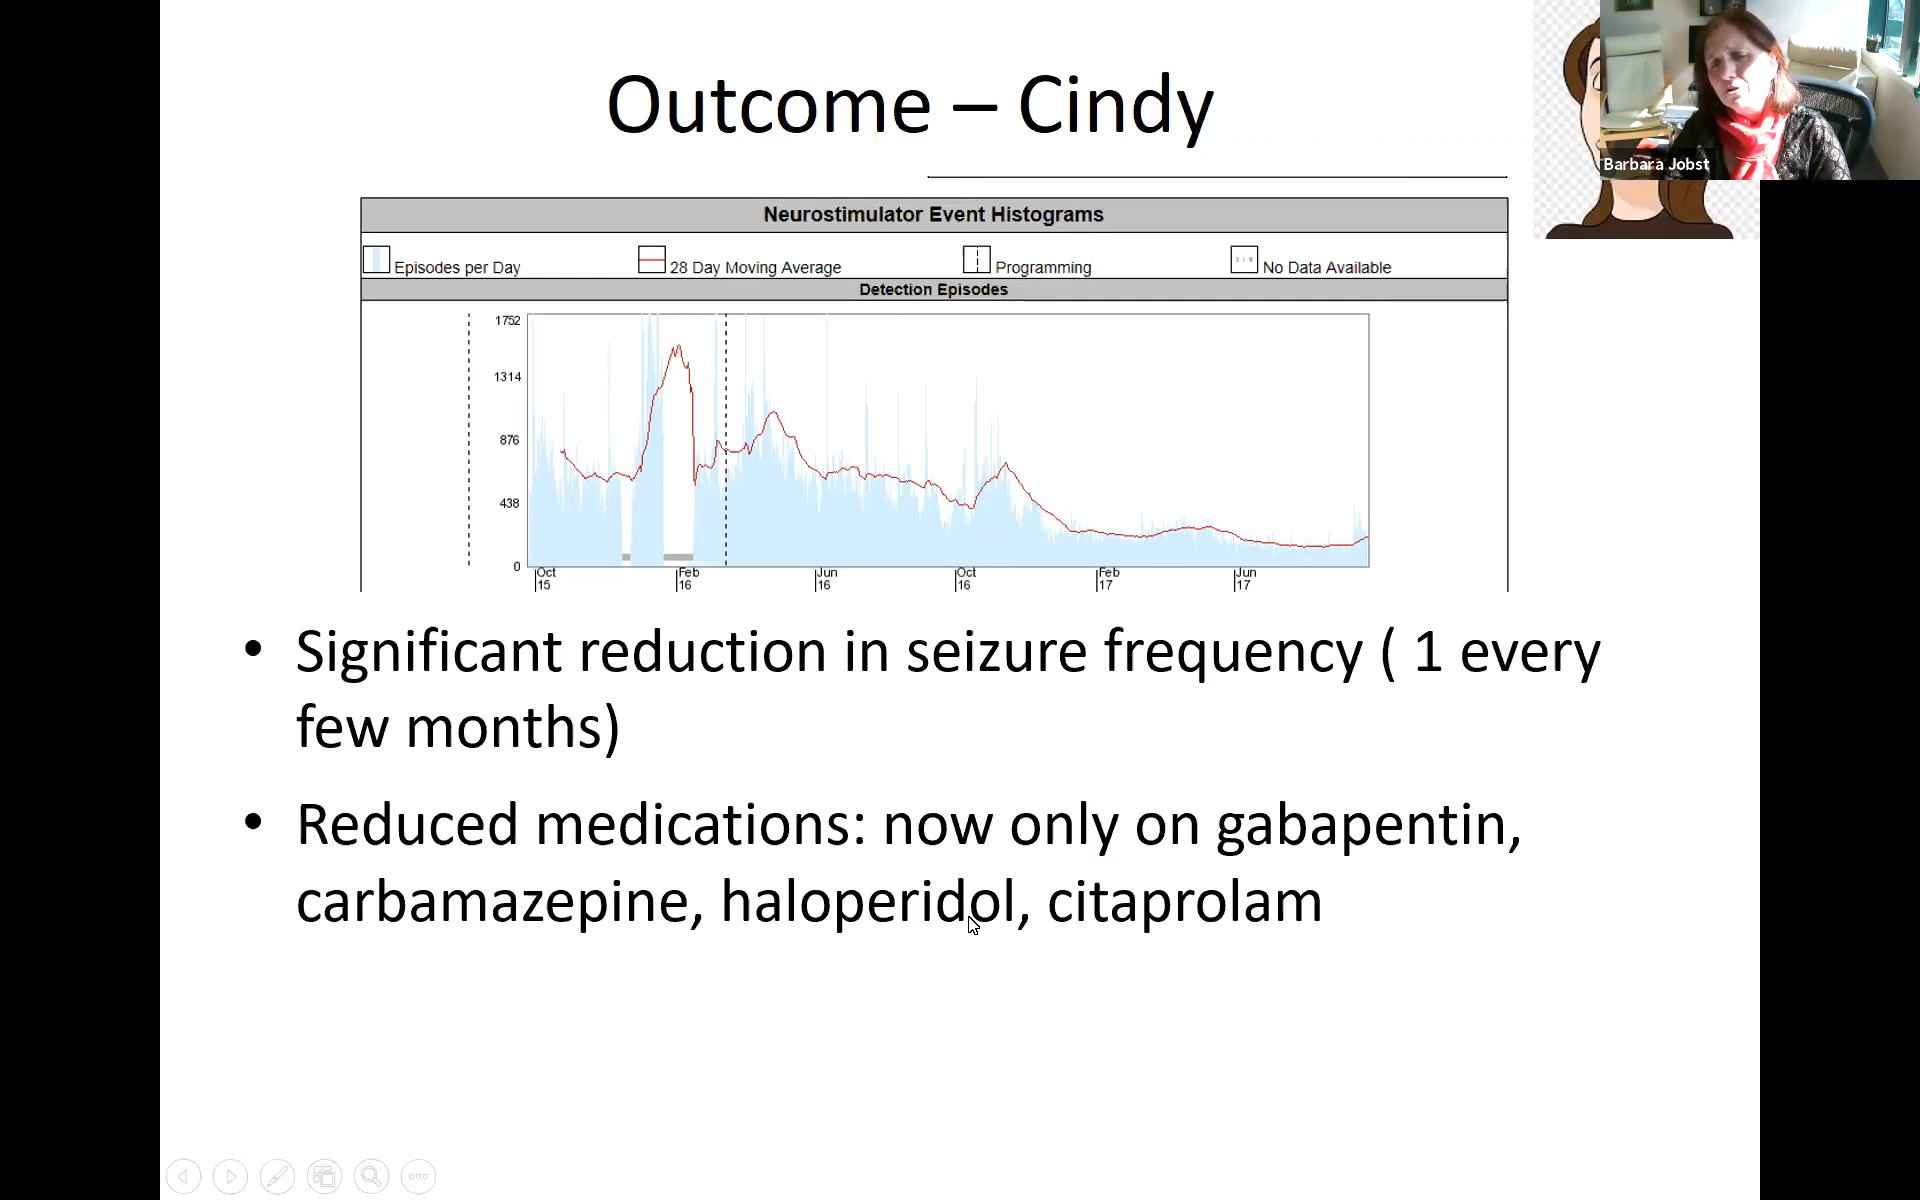 Outcome – Cindy
Barbara Jobst
Neurostimulator Event Histograms
Episodes per Day
28 Day Moving Average
Programming
No Data Available
Detection Episodes
1752
1314
876
438
0
Oct
15
Feb
16
Jun
16
Oct
16
Feb
17
Jun
17
• Significant reduction in seizure frequency ( 1 every
few months)
• Reduced medications: now only on gabapentin,
carbamazepine, haloperidol, citaprolam